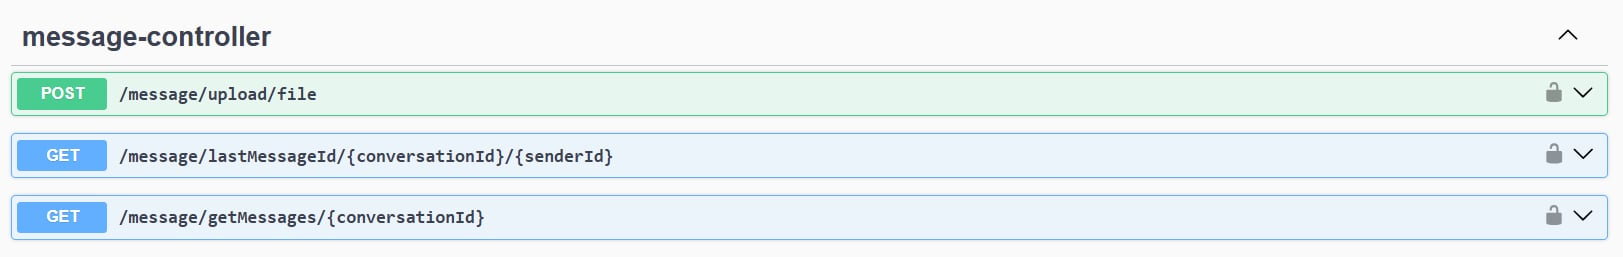 message-controller
POST /message/upload/file
GET /message/lastMessageId/{conversationId}/{senderId}
GET /message/getMessages/{conversationId}